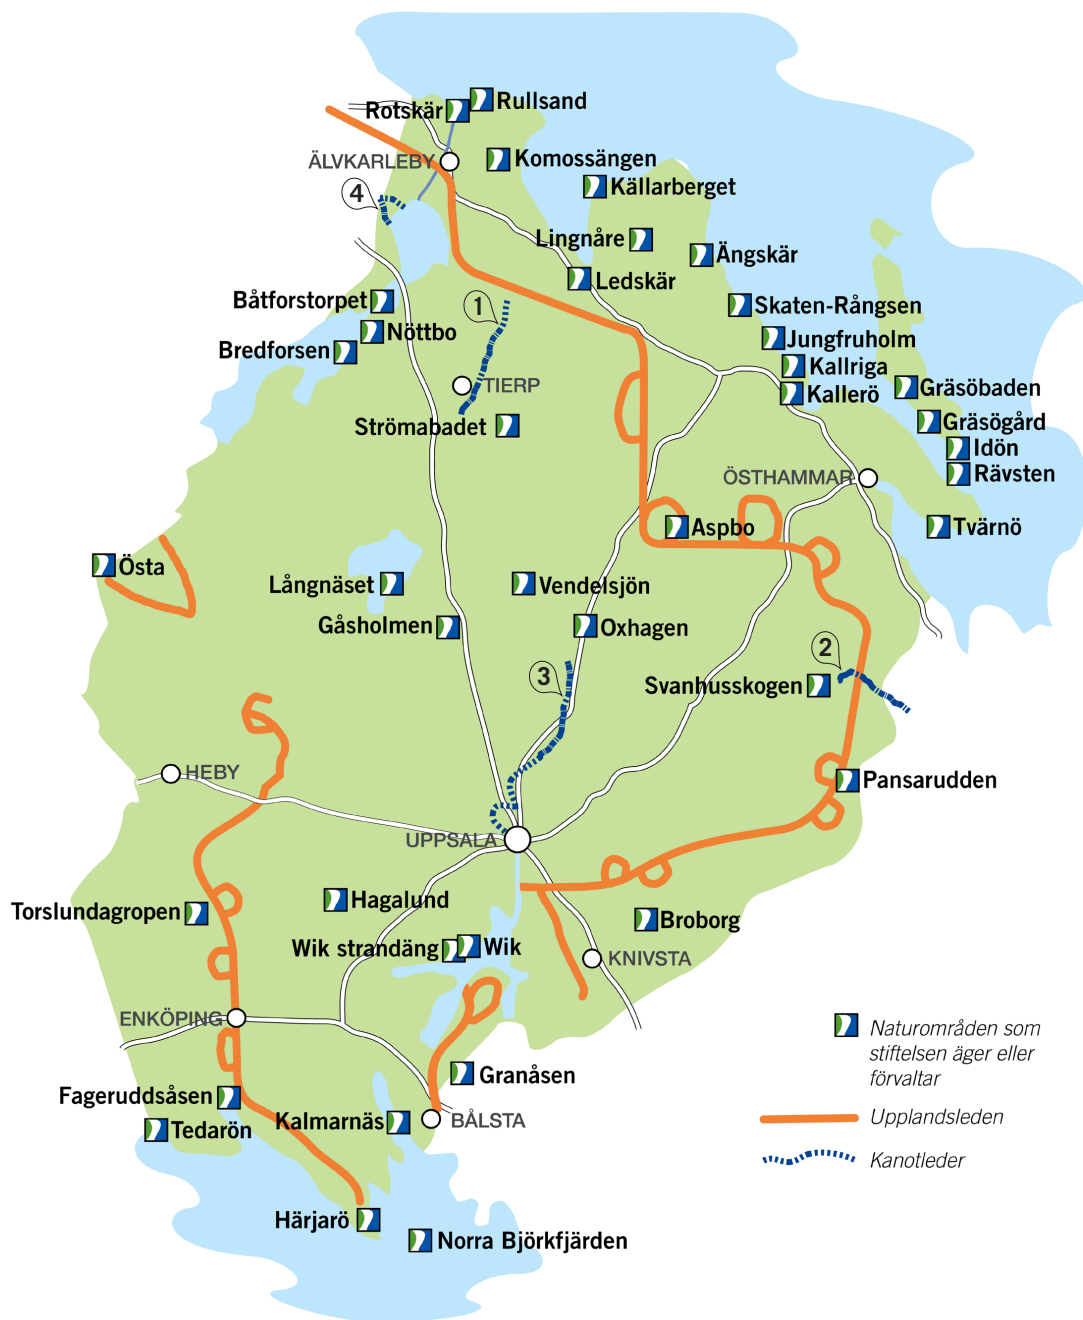 Rullsand
Rotskär
ÄLVKARLEBY
Komossängen
Källarberget
4
Lingnåre
Ängskär
Ledskär
Båtforstorpet
1
Skaten-Rångsen
Nöttbo
Jungfruholm
Bredforsen
Kallriga
TIERP
Gräsöbaden
Kallerö
Strömabadet
Gräsögård
Idön
ÖSTHAMMAR
Rävsten
Aspbo
Tvärnö
Östa
Långnäset
Vendelsjön
Gåsholmen
Oxhagen
2
3
Svanhusskogen
HEBY
Pansarudden
UPPSALA
Hagalund
Torslundagropen
Broborg
Wik strandäng
Wik
KNIVSTA
ENKÖPING
Naturområden som
stiftelsen äger eller
förvaltar
Granåsen
Fageruddsåsen
Upplandsleden
Kalmarnäs
BÅLSTA
Tedarön
Kanotleder
Härjarö
Norra Björkfjärden